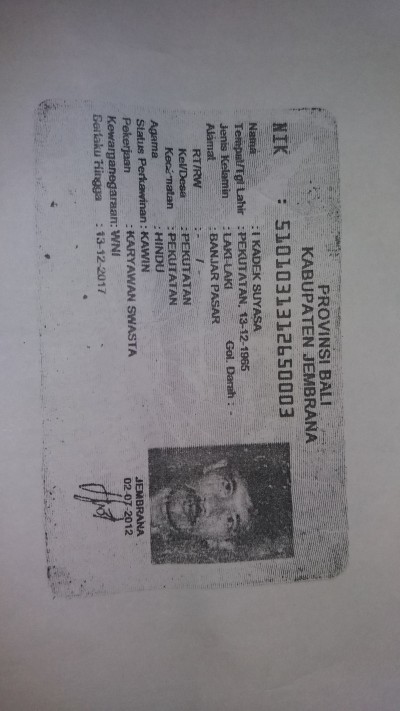 PROVINSI BALI
KABUPATEN JEMBRANA
NIK : 5101031312650003
Nama : I KADEK SUYASA
Tempat/Tgl Lahir : PEKUTATAN, 13-12-1965
Jenis Kelamin : LAKI-LAKI Gol. Darah : -
Alamat : BANJAR PASAR
RT/RW : - / -
Kel/Desa : PEKUTATAN
Kecamatan : PEKUTATAN
Agama : HINDU
Status Perkawinan : KAWIN
Pekerjaan : KARYAWAN SWASTA
Kewarganegaraan: WNI
Berlaku Hingga : 13-12-2017
JEMBRANA
02-07-2012